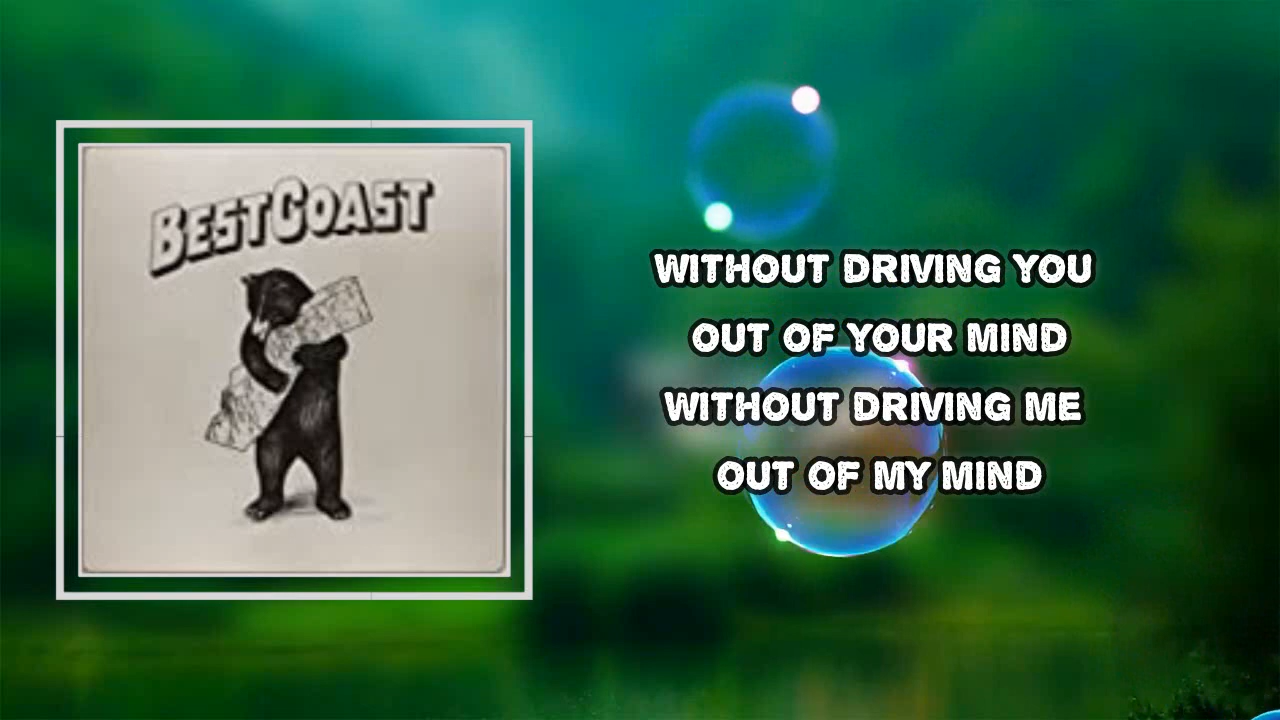 BEST COAST
WITHOUT DRIVING YOU
OUT OF YOUR MIND
WITHOUT DRIVING ME
OUT OF MY MIND